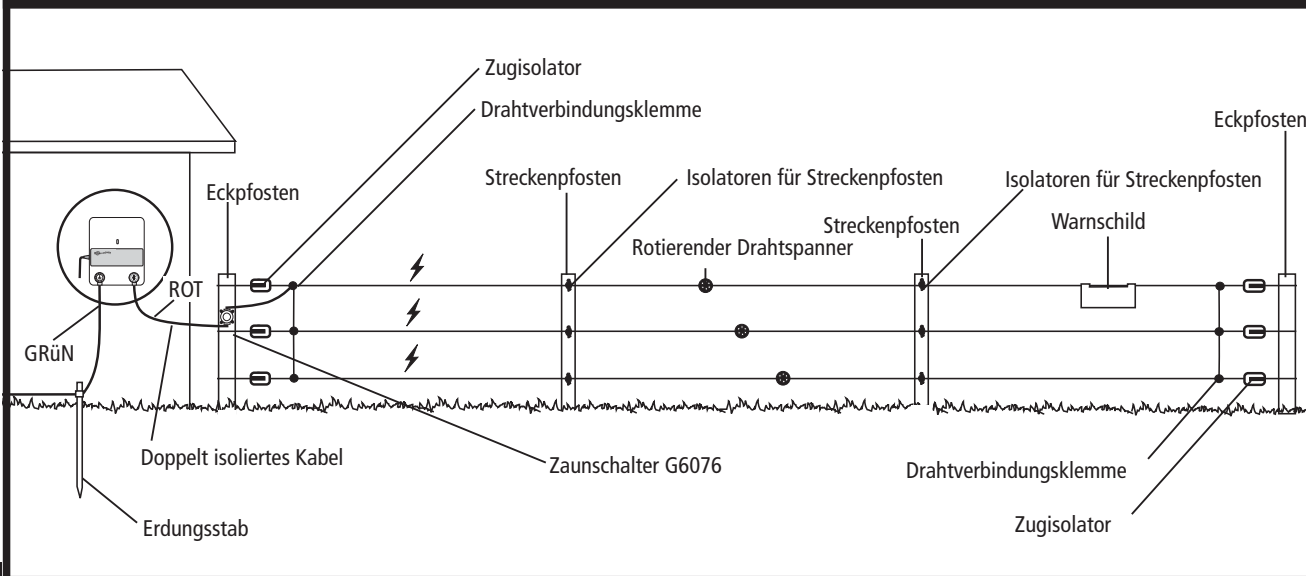 Zugisolator
Drahtverbindungsklemme
Eckpfosten
Eckpfosten
Streckenpfosten
Isolatoren für Streckenpfosten
Isolatoren für Streckenpfosten
Streckenpfosten
Warnschild
Rotierender Drahtspanner
ROT
GRüN
Doppelt isoliertes Kabel
Zaunschalter G6076
Drahtverbindungsklemme
Erdungsstab
Zugisolator